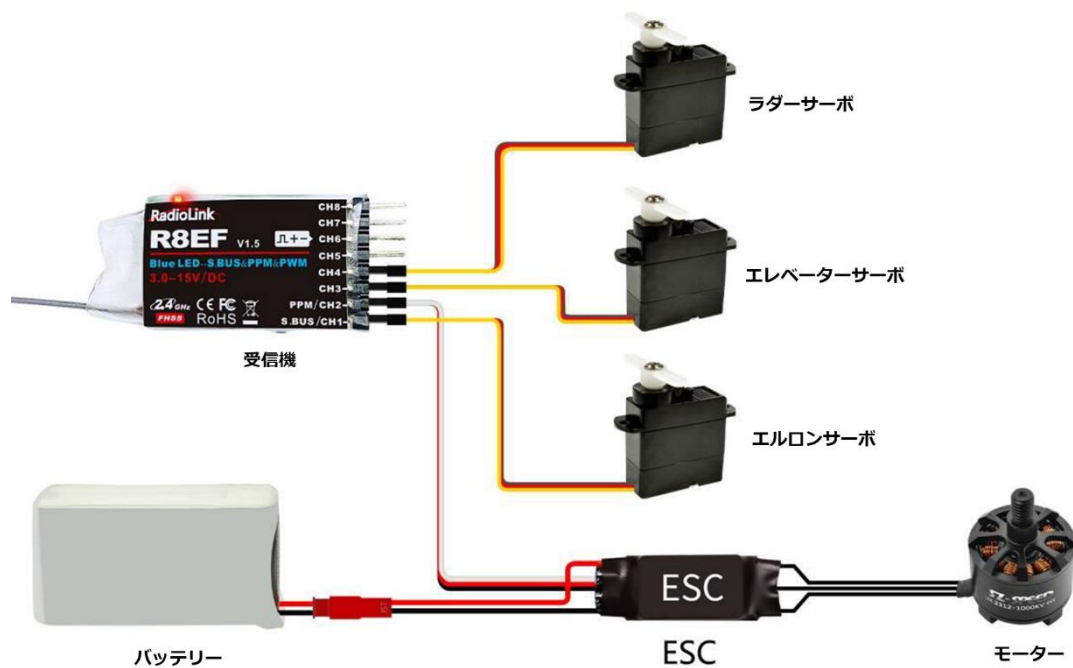 ラダーサーボ
RadioLink
R8EF V1.5
Blue LED--S.BUS&PPM&PWM
3.0-15V/DC
2.4GHz
FHSS
RoHS
CH8
CH7
CH6
CH5
CH4
CH3
PPM/CH2
S.BUS/CH1
エレベーターサーボ
受信機
エルロンサーボ
JST
ESC
バッテリー
ESC
モーター